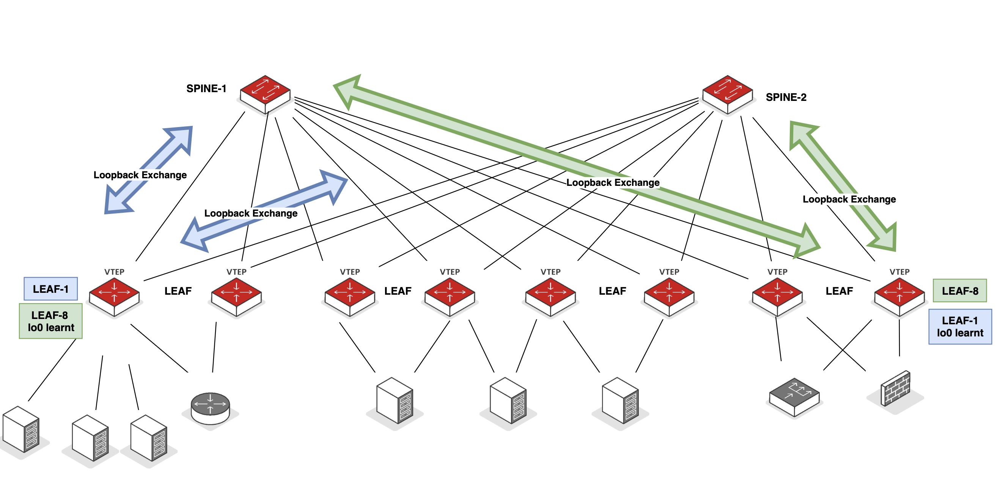 SPINE-1
SPINE-2
Loopback Exchange
Loopback Exchange
Loopback Exchange
Loopback Exchange
VTEP
VTEP
VTEP
VTEP
VTEP
VTEP
VTEP
VTEP
LEAF-1
LEAF
LEAF
LEAF
LEAF
LEAF-8
LEAF-8
lo0 learnt
LEAF-1
lo0 learnt